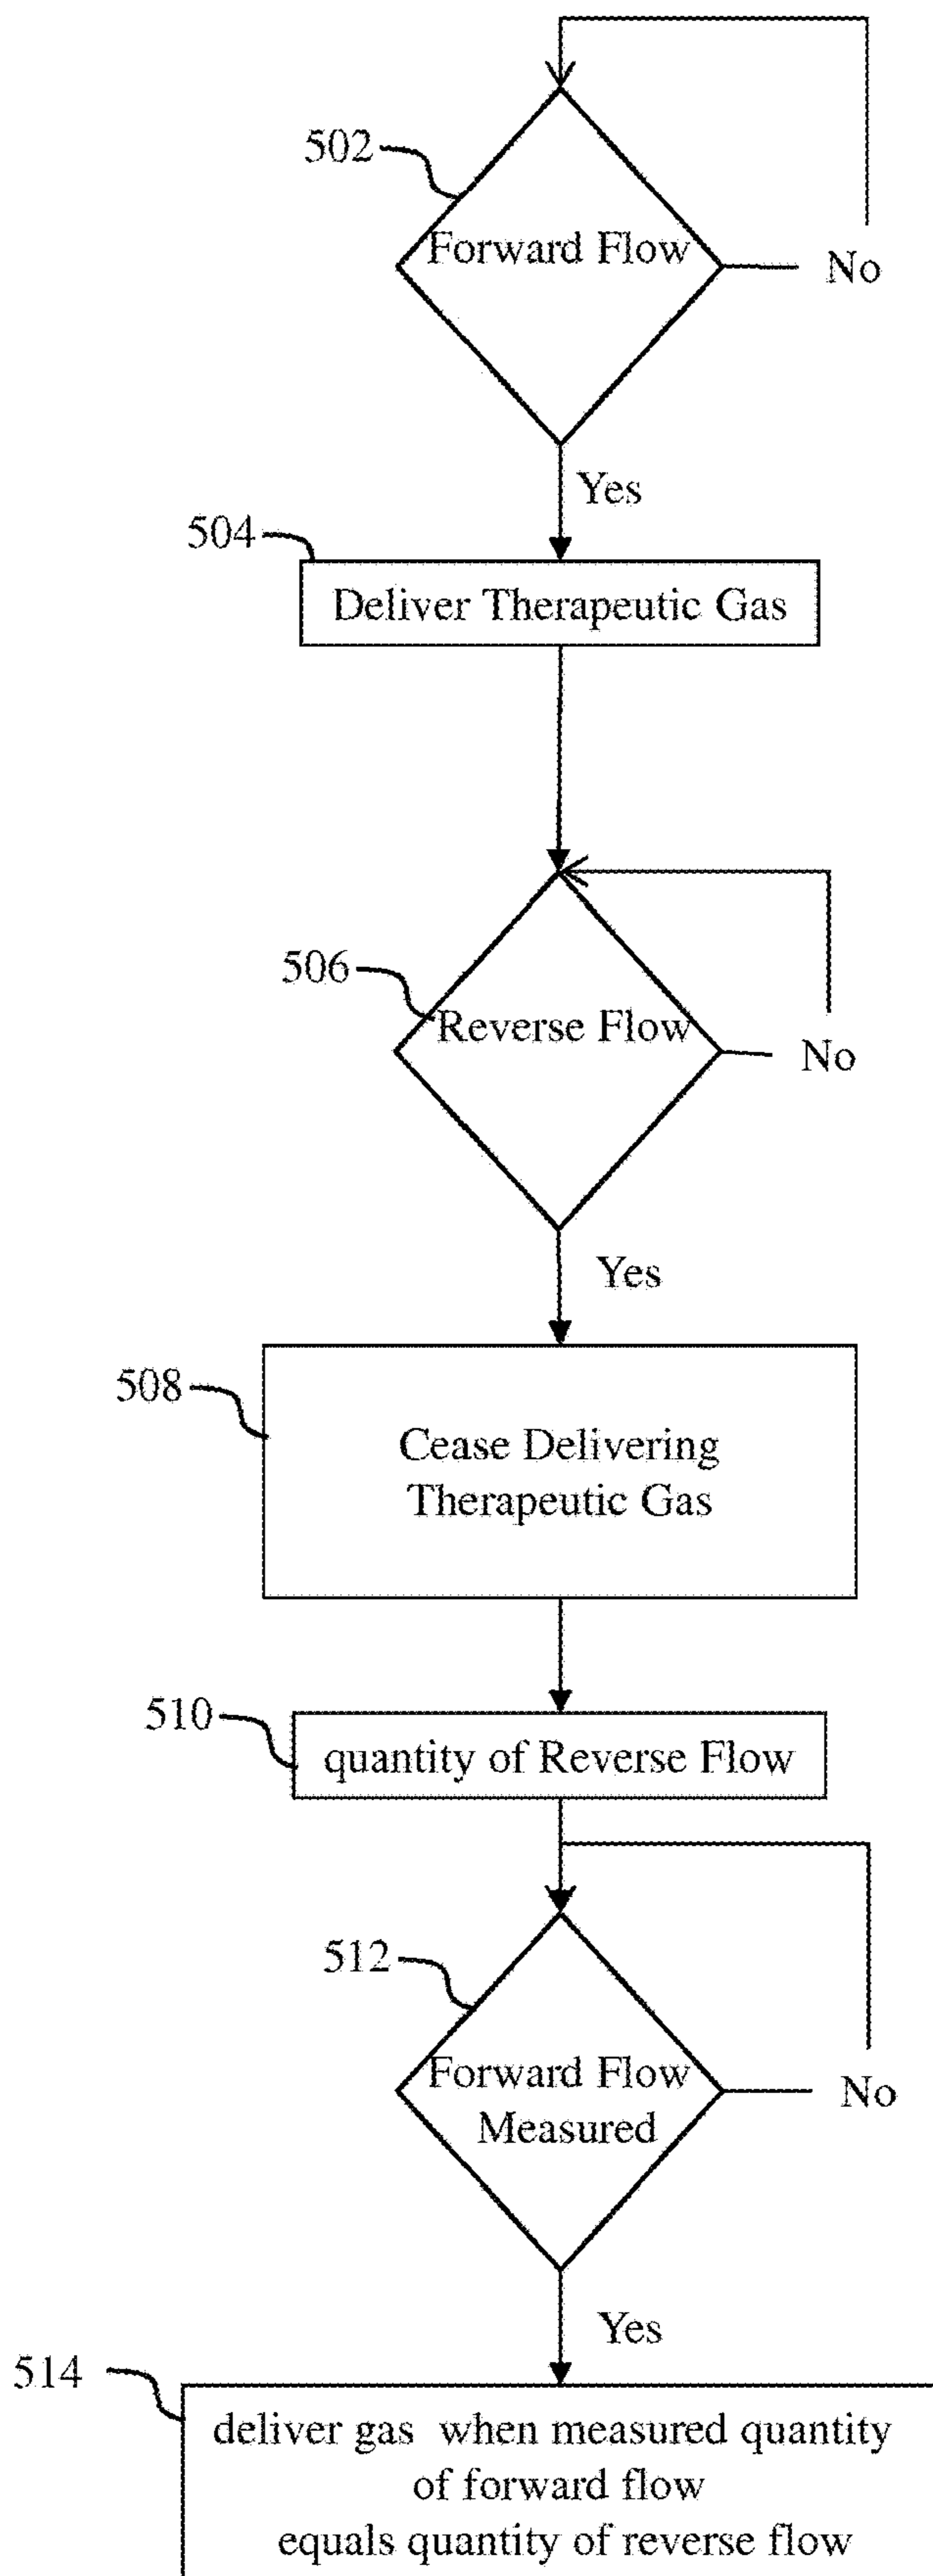 502
Forward Flow
No
Yes
504
Deliver Therapeutic Gas
506
Reverse Flow
No
Yes
508
Cease Delivering
Therapeutic Gas
510
quantity of Reverse Flow
512
Forward Flow
Measured
No
Yes
514
deliver gas when measured quantity
of forward flow
equals quantity of reverse flow